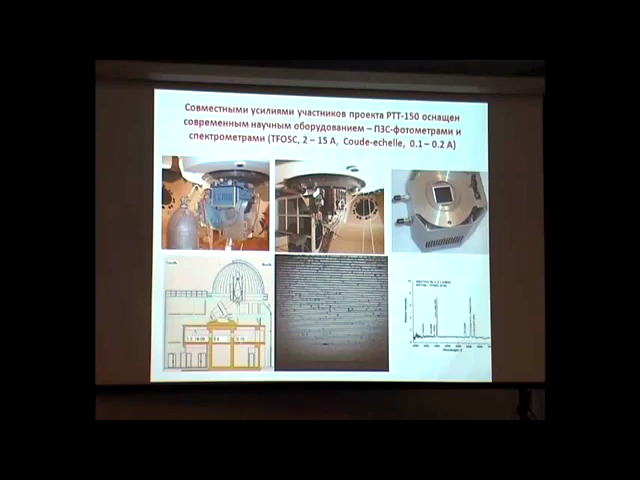 Совместными усилиями участников проекта РТТ-150 оснащен
современным научным оборудованием – ПЗС-фотометрами и
спектрометрами (TFOSC, 2 – 15 A, Coude-echelle, 0.1 – 0.2 A)